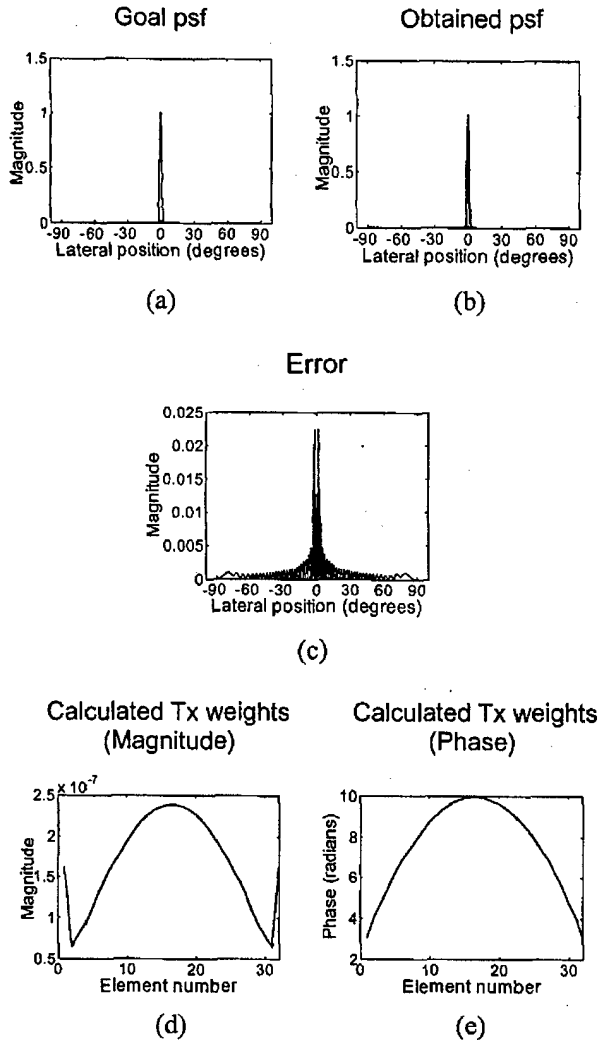 Goal psf
Obtained psf
1.5
1
0.5
0
Magnitude
-90 -60 -30 0 30 60 90
Lateral position (degrees)
(a)
1.5
1
0.5
0
Magnitude
-90 -60 -30 0 30 60 90
Lateral position (degrees)
(b)
Error
0.025
0.02
0.015
0.01
0.005
0
Magnitude
-90 -60 -30 0 30 60 90
Lateral position (degrees)
(c)
Calculated Tx weights
(Magnitude)
x 10-7
2.5
2
1.5
1
0.5
Magnitude
0 10 20 30
Element number
(d)
Calculated Tx weights
(Phase)
10
8
6
4
2
Phase (radians)
0 10 20 30
Element number
(e)